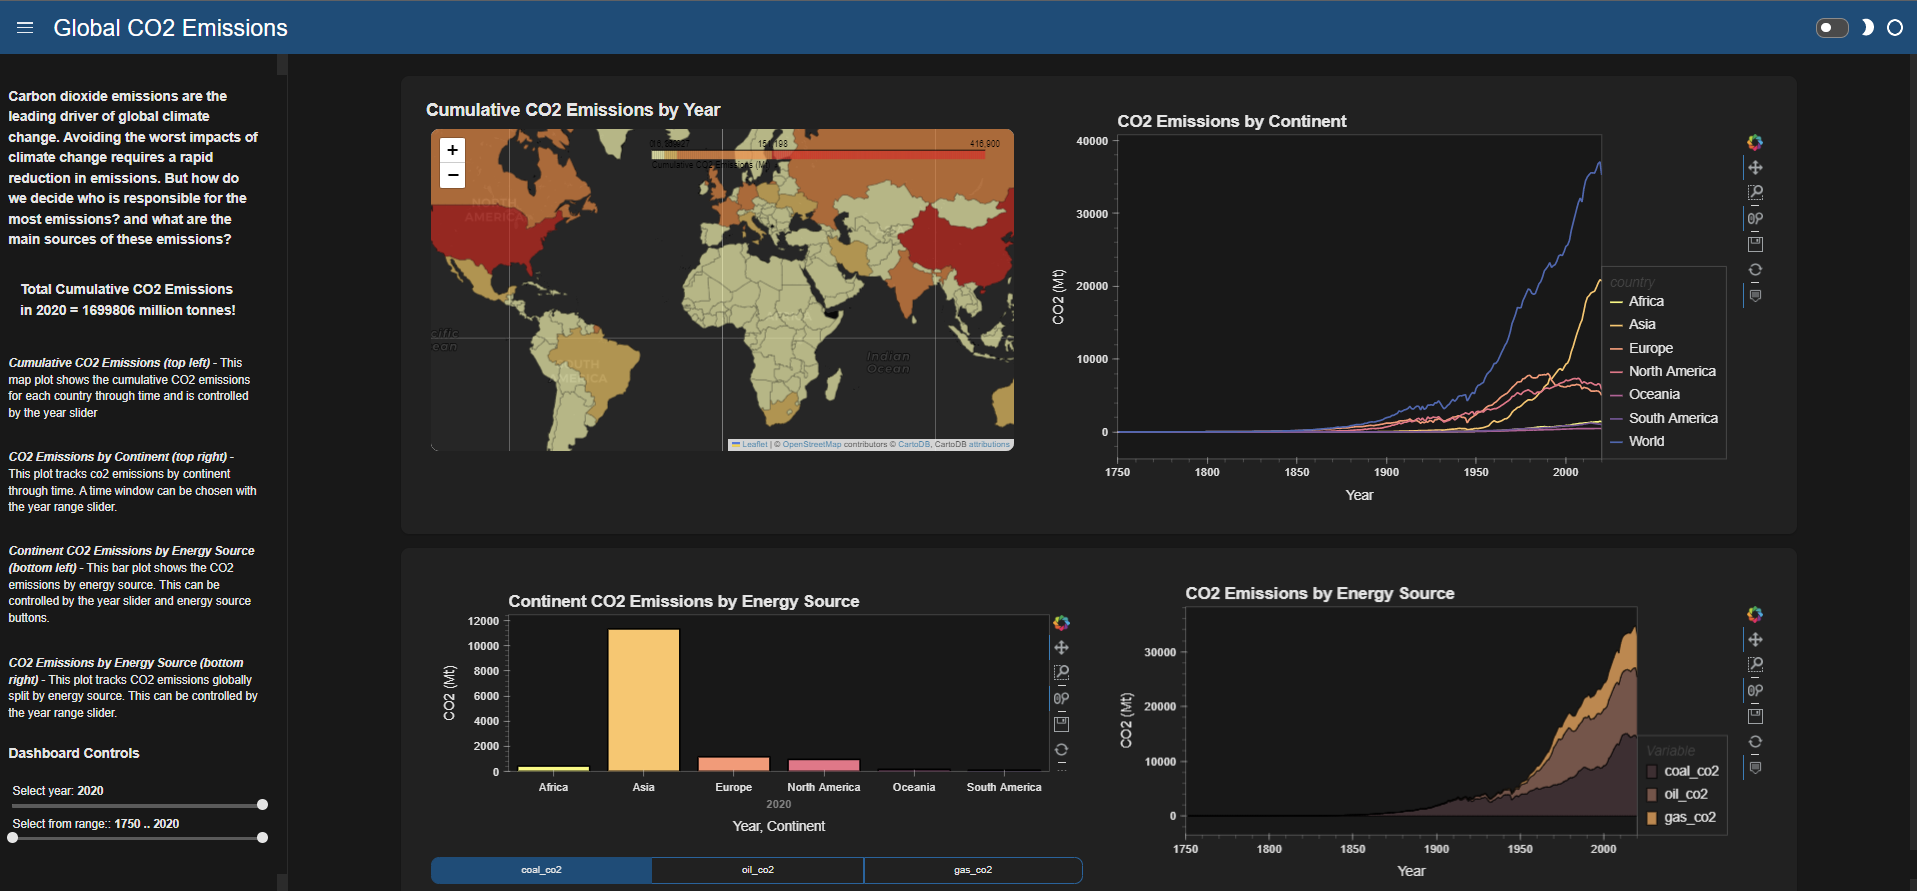 Global CO2 Emissions
Carbon dioxide emissions are the
leading driver of global climate
change. Avoiding the worst impacts of
climate change requires a rapid
reduction in emissions. But how do
we decide who is responsible for the
most emissions? and what are the
main sources of these emissions?
Total Cumulative CO2 Emissions
in 2020 = 1699806 million tonnes!
Cumulative CO2 Emissions (top left) - This
map plot shows the cumulative CO2 emissions
for each country through time and is controlled
by the year slider
CO2 Emissions by Continent (top right) -
This plot tracks co2 emissions by continent
through time. A time window can be chosen with
the year range slider.
Continent CO2 Emissions by Energy Source
(bottom left) - This bar plot shows the CO2
emissions by energy source. This can be
controlled by the year slider and energy source
buttons.
CO2 Emissions by Energy Source (bottom
right) - This plot tracks CO2 emissions globally
split by energy source. This can be controlled by
the year range slider.
Dashboard Controls
Select year: 2020
Select from range:: 1750 .. 2020
Cumulative CO2 Emissions by Year
+
−
416,900
Cumulative CO2 Emissions
NORTH
AMERICA
SOUTH
AMERICA
Indian
Ocean
Leaflet | © OpenStreetMap contributors © CartoDB, CartoDB attributions
CO2 Emissions by Continent
CO2 (Mt)
40000
30000
20000
10000
0
1750 1800 1850 1900 1950 2000
Year
country
Africa
Asia
Europe
North America
Oceania
South America
World
Continent CO2 Emissions by Energy Source
CO2 (Mt)
12000
10000
8000
6000
4000
2000
0
Africa Asia Europe North America Oceania South America
2020
Year, Continent
coal_co2 oil_co2 gas_co2
CO2 Emissions by Energy Source
CO2 (Mt)
30000
20000
10000
0
1750 1800 1850 1900 1950 2000
Year
Variable
coal_co2
oil_co2
gas_co2